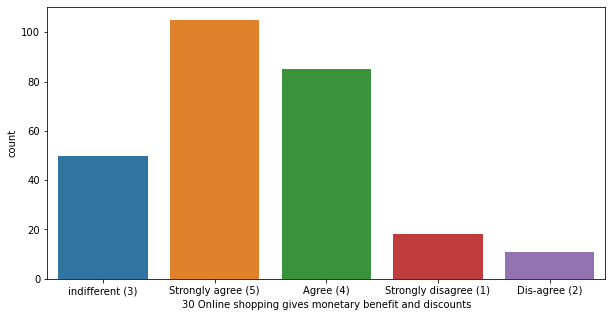 100
80
60
40
20
0
count
indifferent (3) Strongly agree (5) Agree (4) Strongly disagree (1) Dis-agree (2)
30 Online shopping gives monetary benefit and discounts